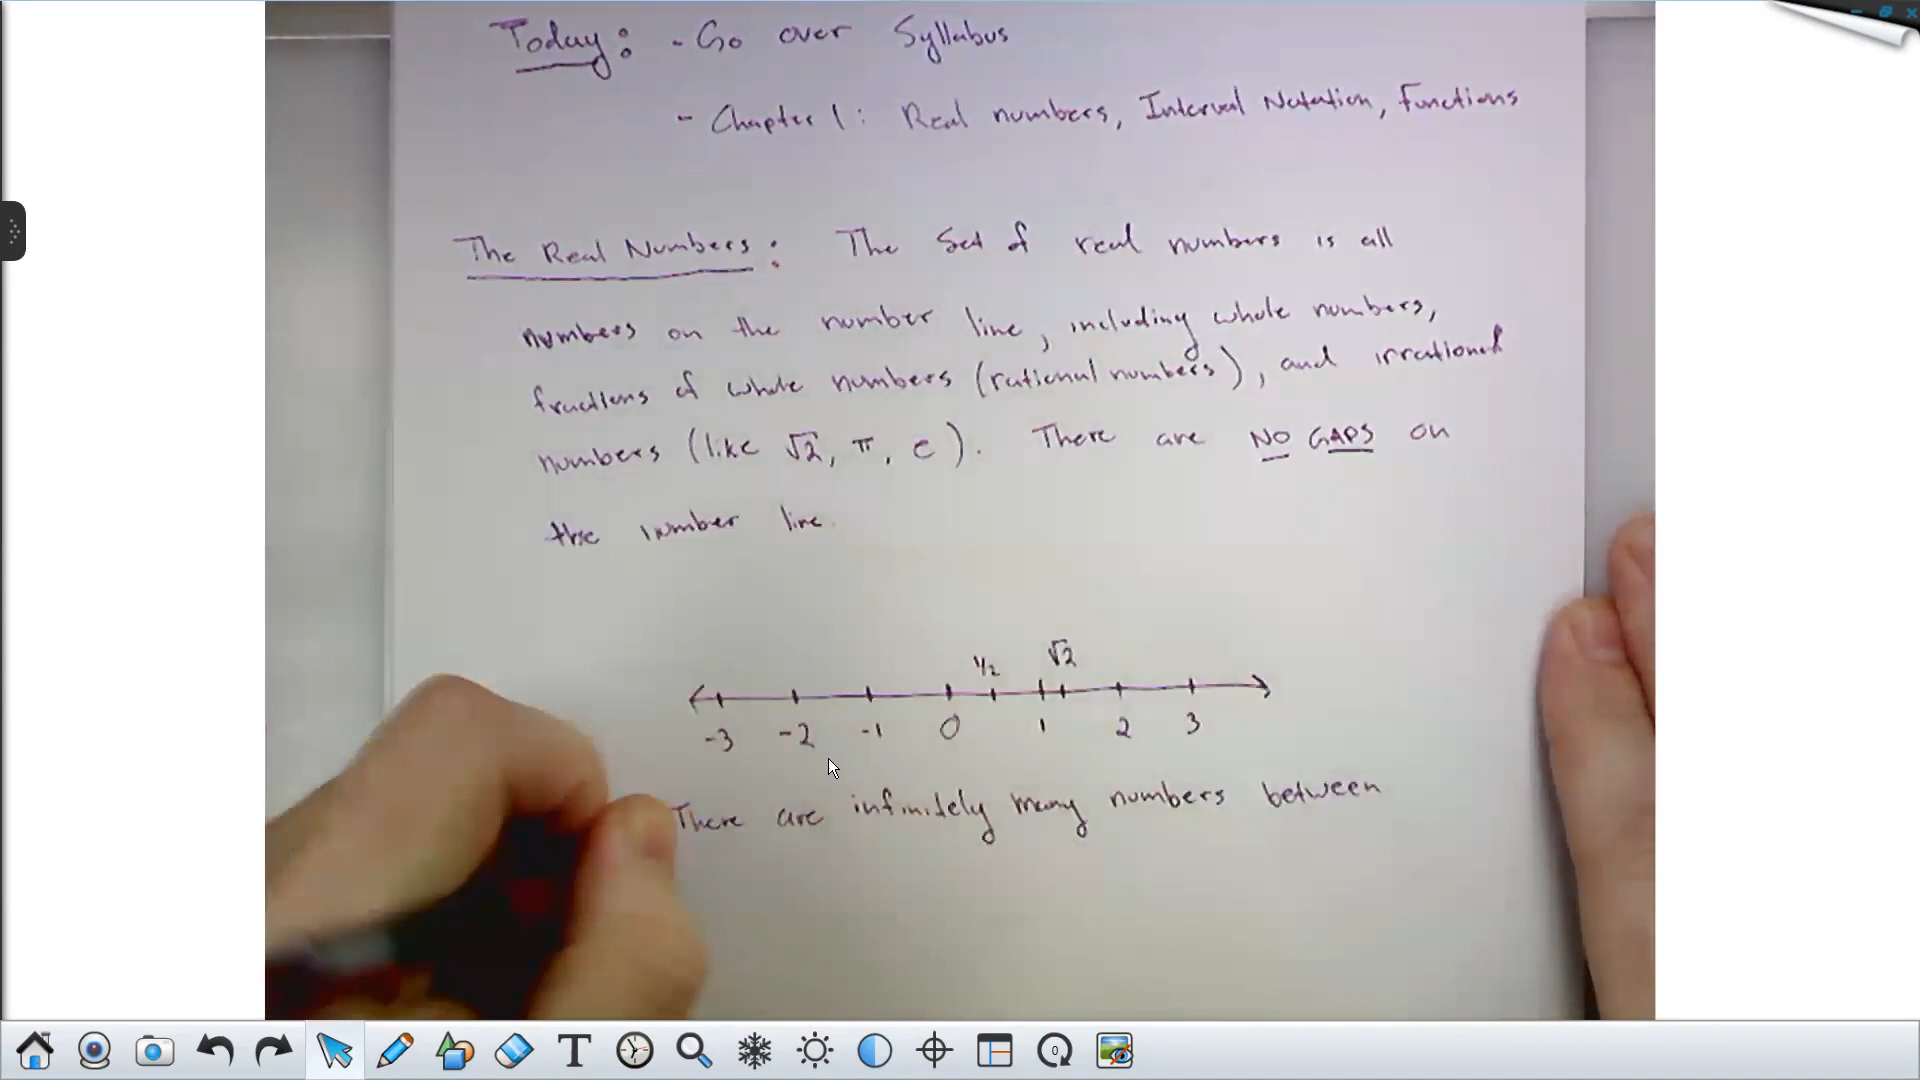 Today: - Go over Syllabus
- Chapter 1: Real numbers, Interval Notation, Functions
The Real Numbers: The Set of real numbers is all
numbers on the number line, including whole numbers,
fractions of whole numbers (rational numbers), and irrational
numbers (like √2, π, e). There are NO GAPS on
the number line.
1/2 √2
-3 -2 -1 0 1 2 3
There are infinitely many numbers between
T
0